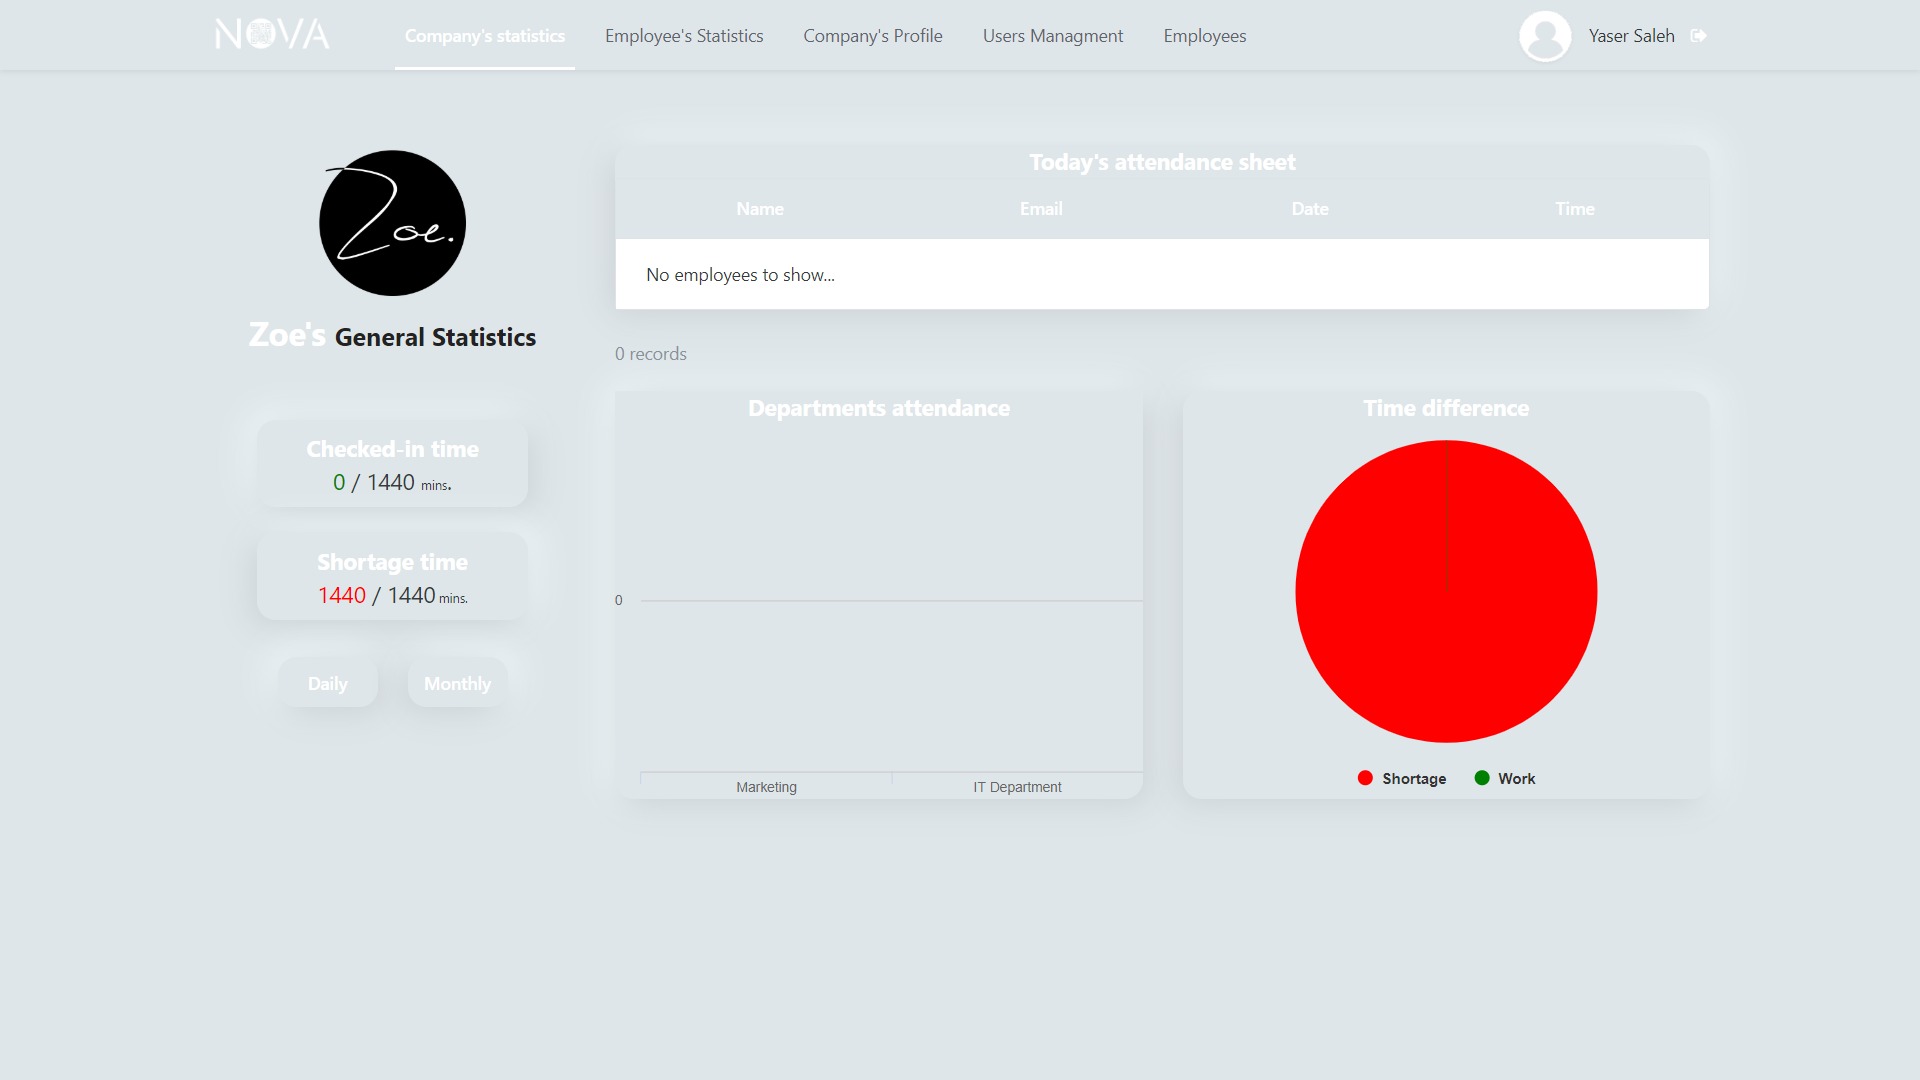 NOVA
Company's statistics
Employee's Statistics
Company's Profile
Users Managment
Employees
Yaser Saleh
Zoe.
Zoe's General Statistics
Checked-in time
0 / 1440 mins.
Shortage time
1440 / 1440 mins.
Daily
Monthly
Today's attendance sheet
Name Email Date Time
No employees to show...
0 records
Departments attendance
0
Marketing
IT Department
Time difference
Shortage
Work